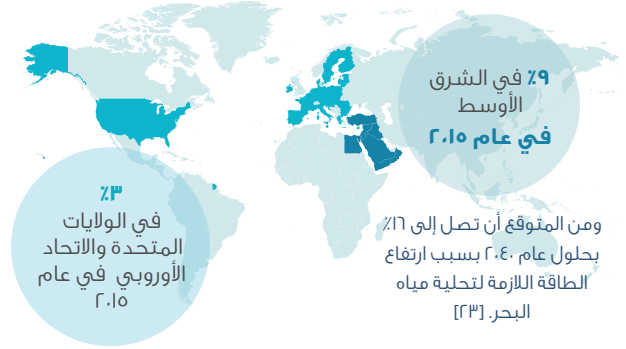 ٩٪ في الشرق
الأوسط
في عام ٢٠١٥
ومن المتوقع أن تصل إلى ١٦٪
بحلول عام ٢٠٤٠ بسبب ارتفاع
الطاقة اللازمة لتحلية مياه
البحر. [٢٣]
٣٪
في الولايات
المتحدة والاتحاد
الأوروبي في عام
٢٠١٥